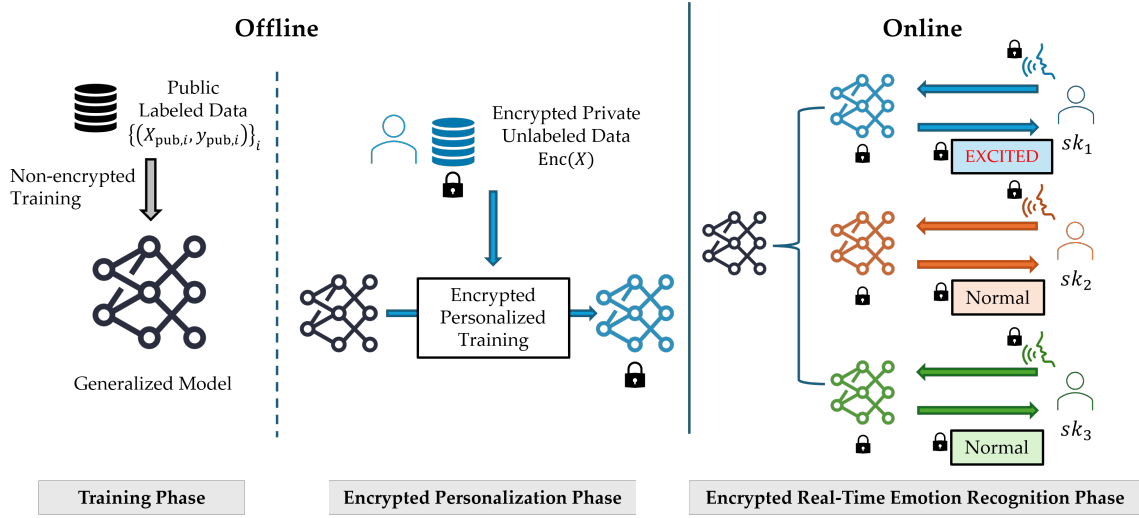 Offline
Online
Public
Labeled Data
{(X_pub,i, y_pub,i)}_i
Non-encrypted
Training
Generalized Model
Encrypted Private
Unlabeled Data
Enc(X)
Encrypted
Personalized
Training
EXCITED
sk_1
Normal
sk_2
Normal
sk_3
Training Phase
Encrypted Personalization Phase
Encrypted Real-Time Emotion Recognition Phase